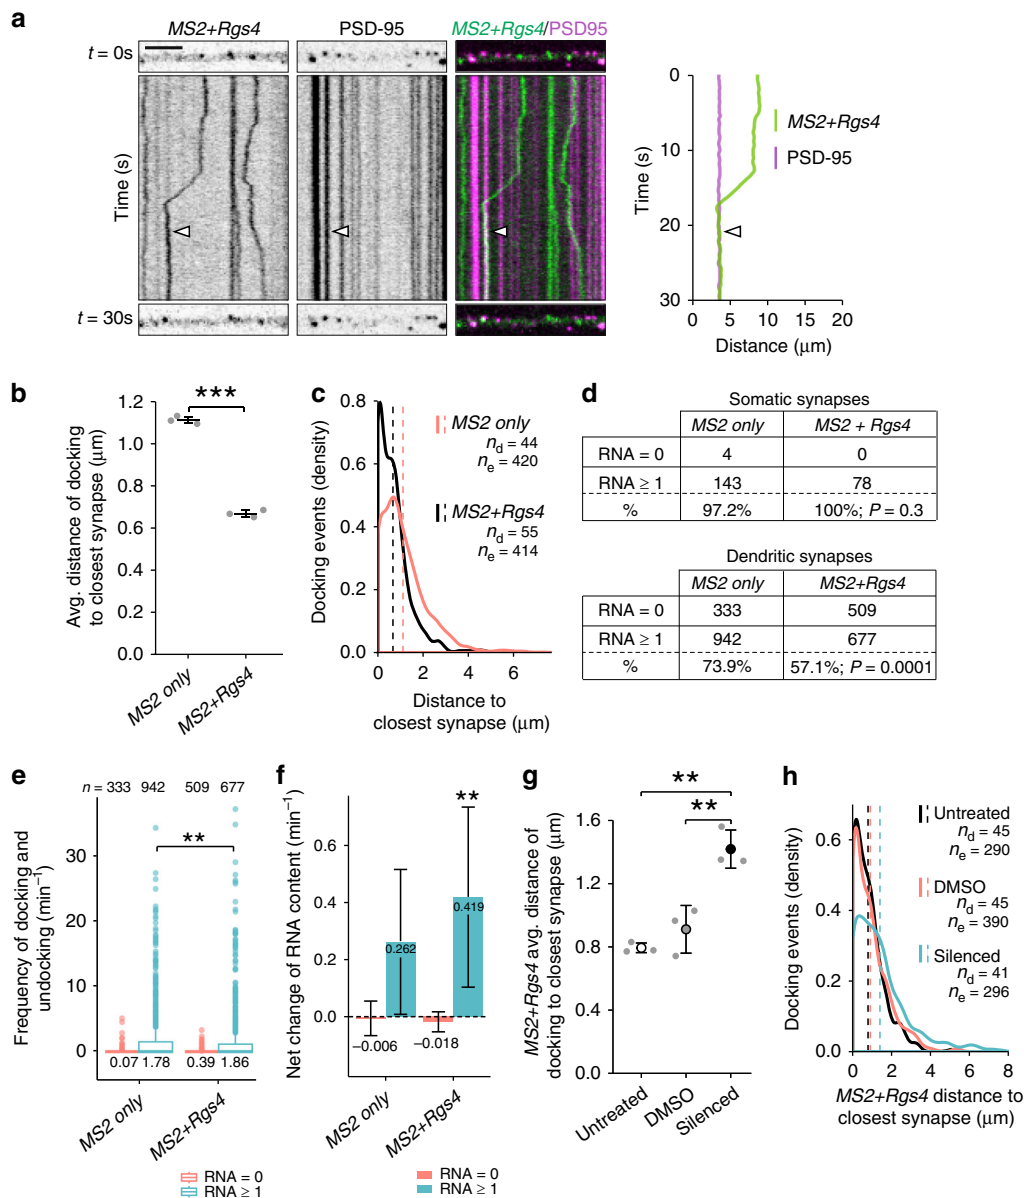 a
MS2+Rgs4
PSD-95
MS2+Rgs4/PSD95
t = 0s
Time (s)
t = 30s
0
10
20
30
Time (s)
MS2+Rgs4
PSD-95
0 5 10 15 20
Distance (μm)
b
***
Avg. distance of docking
to closest synapse (μm)
1.2
1.0
0.8
0.6
0.4
0.2
0.0
MS2 only
MS2+Rgs4
c
Docking events (density)
0.8
0.6
0.4
0.2
0.0
MS2 only
nd = 44
ne = 420
MS2+Rgs4
nd = 55
ne = 414
0 2 4 6
Distance to
closest synapse (μm)
d
Somatic synapses
MS2 only MS2 + Rgs4
RNA = 0 4 0
RNA ≥ 1 143 78
% 97.2% 100%; P = 0.3
Dendritic synapses
MS2 only MS2+Rgs4
RNA = 0 333 509
RNA ≥ 1 942 677
% 73.9% 57.1%; P = 0.0001
e
n = 333 942 509 677
**
Frequency of docking and
undocking (min−1)
30
20
10
0
0.07 1.78 0.39 1.86
MS2 only
MS2+Rgs4
RNA = 0
RNA ≥ 1
f
**
Net change of RNA content (min−1)
0.6
0.4
0.2
0.0
0.262
0.419
−0.006
−0.018
MS2 only
MS2+Rgs4
RNA = 0
RNA ≥ 1
g
**
**
MS2+Rgs4 avg. distance of
docking to closest synapse (μm)
1.6
1.2
0.8
0.4
0.0
Untreated
DMSO
Silenced
h
Docking events (density)
0.6
0.4
0.2
0.0
Untreated
nd = 45
ne = 290
DMSO
nd = 45
ne = 390
Silenced
nd = 41
ne = 296
0 2 4 6 8
MS2+Rgs4 distance to
closest synapse (μm)